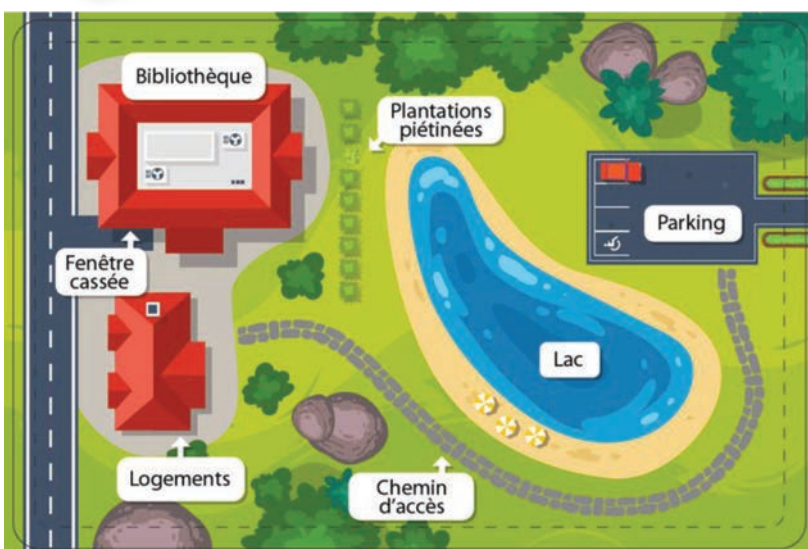 Bibliothèque
Plantations
piétinées
Parking
Fenêtre
cassée
Lac
Logements
Chemin
d'accès